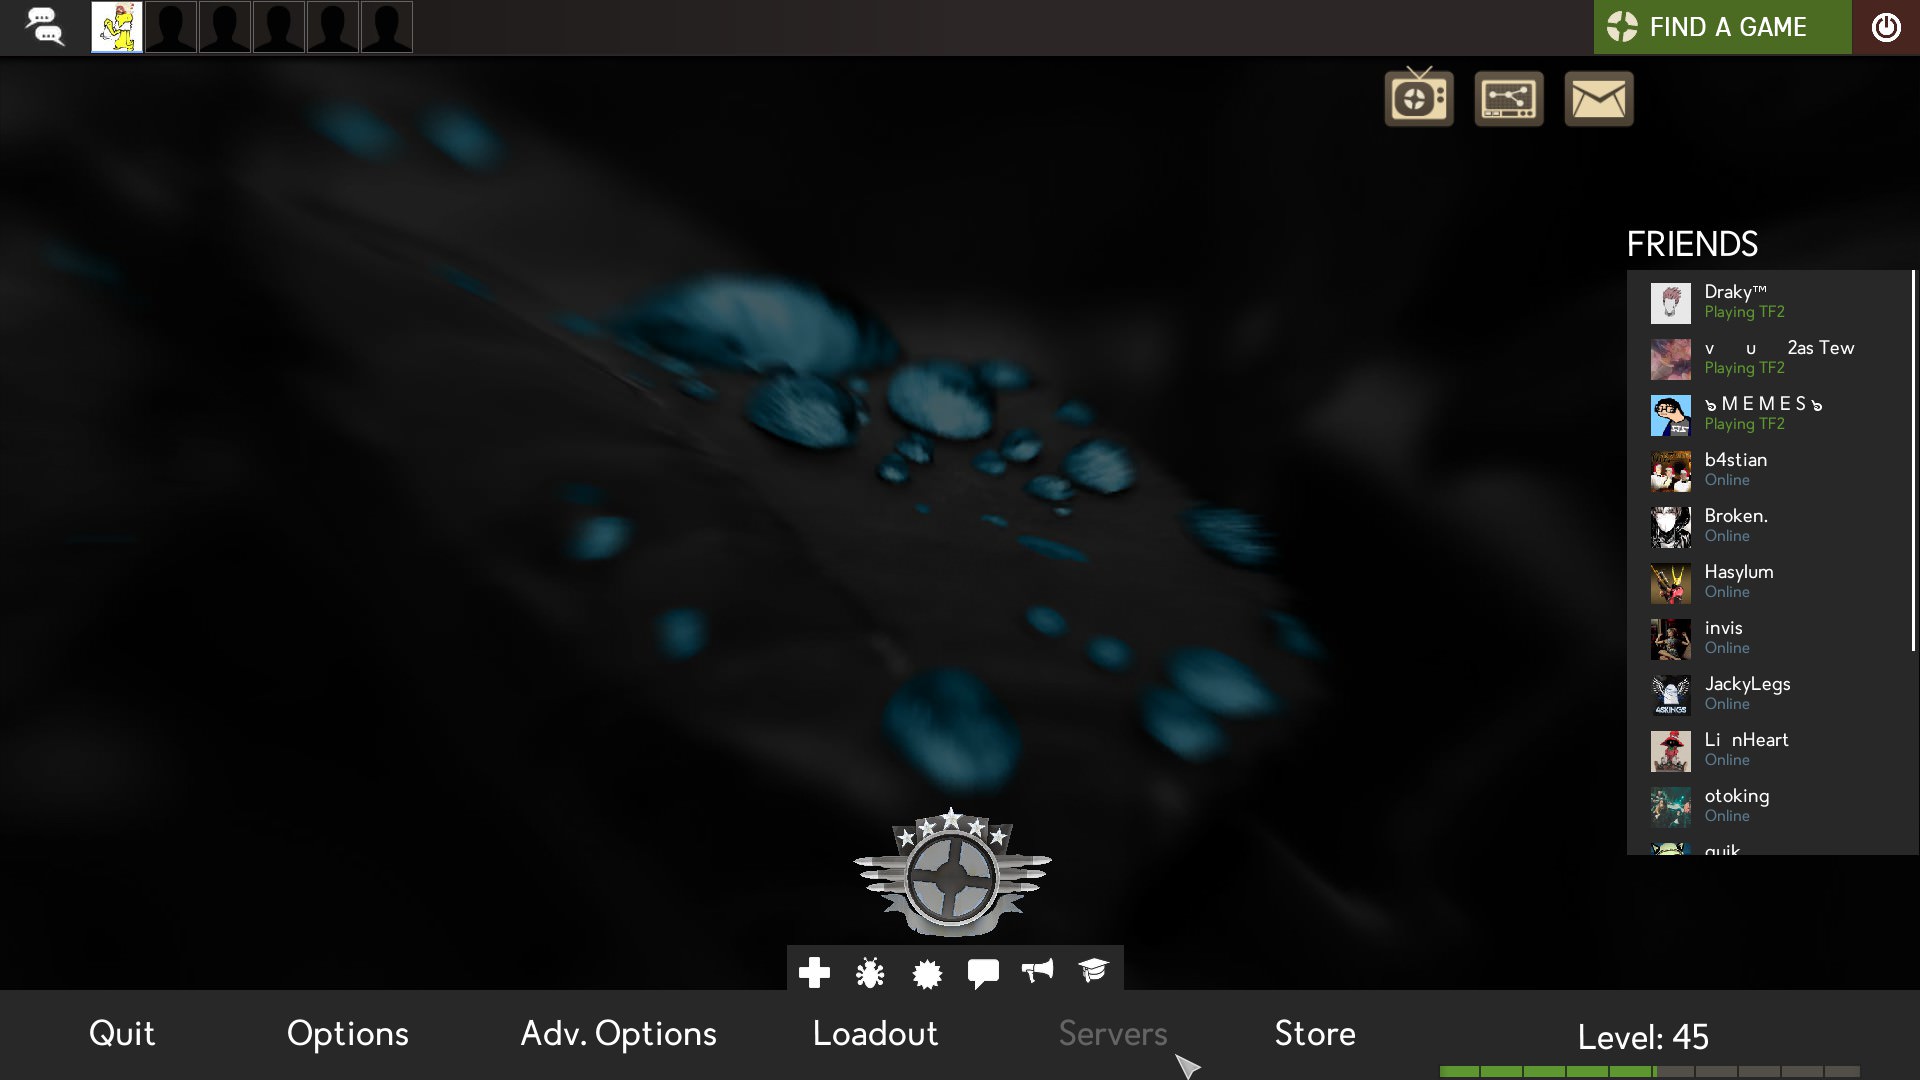 FIND A GAME
FRIENDS
Draky™
Playing TF2
v u 2as Tew
Playing TF2
ъ M E M E S ъ
Playing TF2
b4stian
Online
Broken.
Online
Hasylum
Online
invis
Online
JackyLegs
Online
Li nHeart
Online
otoking
Online
quik
Quit
Options
Adv. Options
Loadout
Servers
Store
Level: 45